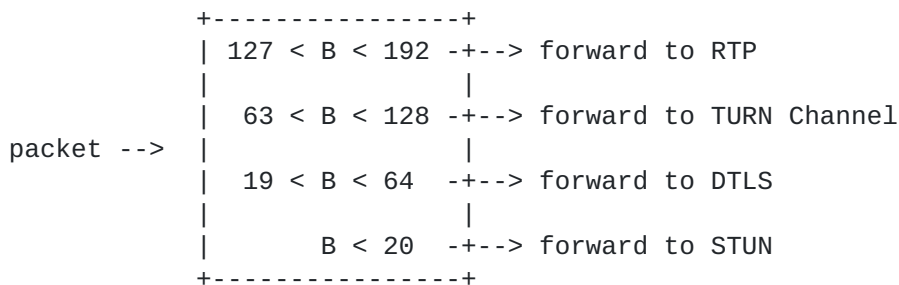 +----------------+
| 127 < B < 192 -+--> forward to RTP
|                |
|  63 < B < 128 -+--> forward to TURN Channel
packet -->  |                |
|  19 < B < 64  -+--> forward to DTLS
|                |
|       B < 20  -+--> forward to STUN
+----------------+